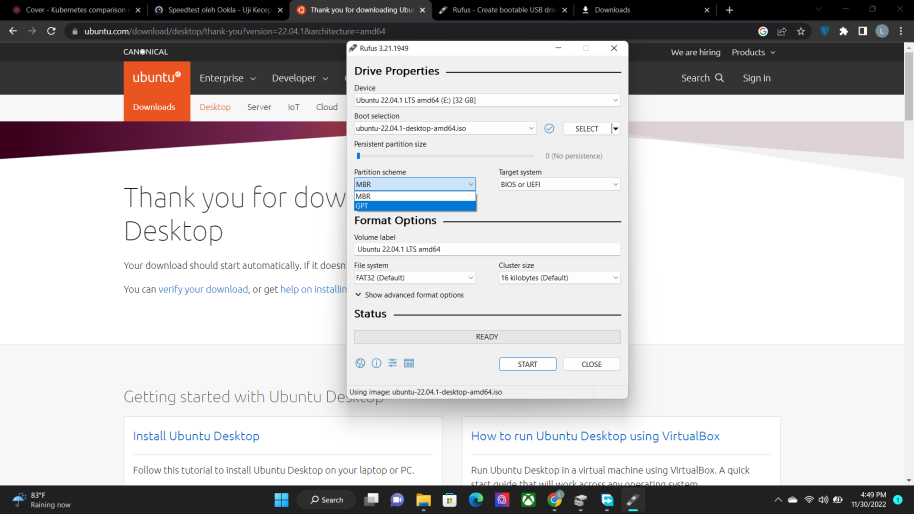 Cover - Kubernetes comparison
Speedtest oleh Ookla - Uji Kecep
Thank you for downloading Ubun
Rufus - Create bootable USB drive
Downloads
ubuntu.com/download/desktop/thank-you?version=22.04.1&architecture=amd64
L
CANONICAL
We are hiring
Products
ubuntu®
Enterprise
Developer
Search
Sign in
Downloads
Desktop
Server
IoT
Cloud
Thank you for dow
Desktop
Your download should start automatically. If it doesn
You can verify your download, or get help on installin
Rufus 3.21.1949
Drive Properties
Device
Ubuntu 22.04.1 LTS amd64 (E:) [32 GB]
Boot selection
ubuntu-22.04.1-desktop-amd64.iso
SELECT
Persistent partition size
0 (No persistence)
Partition scheme
Target system
MBR
BIOS or UEFI
MBR
GPT
Format Options
Volume label
Ubuntu 22.04.1 LTS amd64
File system
Cluster size
FAT32 (Default)
16 kilobytes (Default)
Show advanced format options
Status
READY
START
CLOSE
Using image: ubuntu-22.04.1-desktop-amd64.iso
Getting started with Ubuntu Desktop
Install Ubuntu Desktop
Follow this tutorial to install Ubuntu Desktop on your laptop or PC.
How to run Ubuntu Desktop using VirtualBox
Run Ubuntu Desktop in a virtual machine using VirtualBox. A quick
start guide that will work across any operating system.
83°F
Raining now
Search
4:49 PM
11/30/2022
1